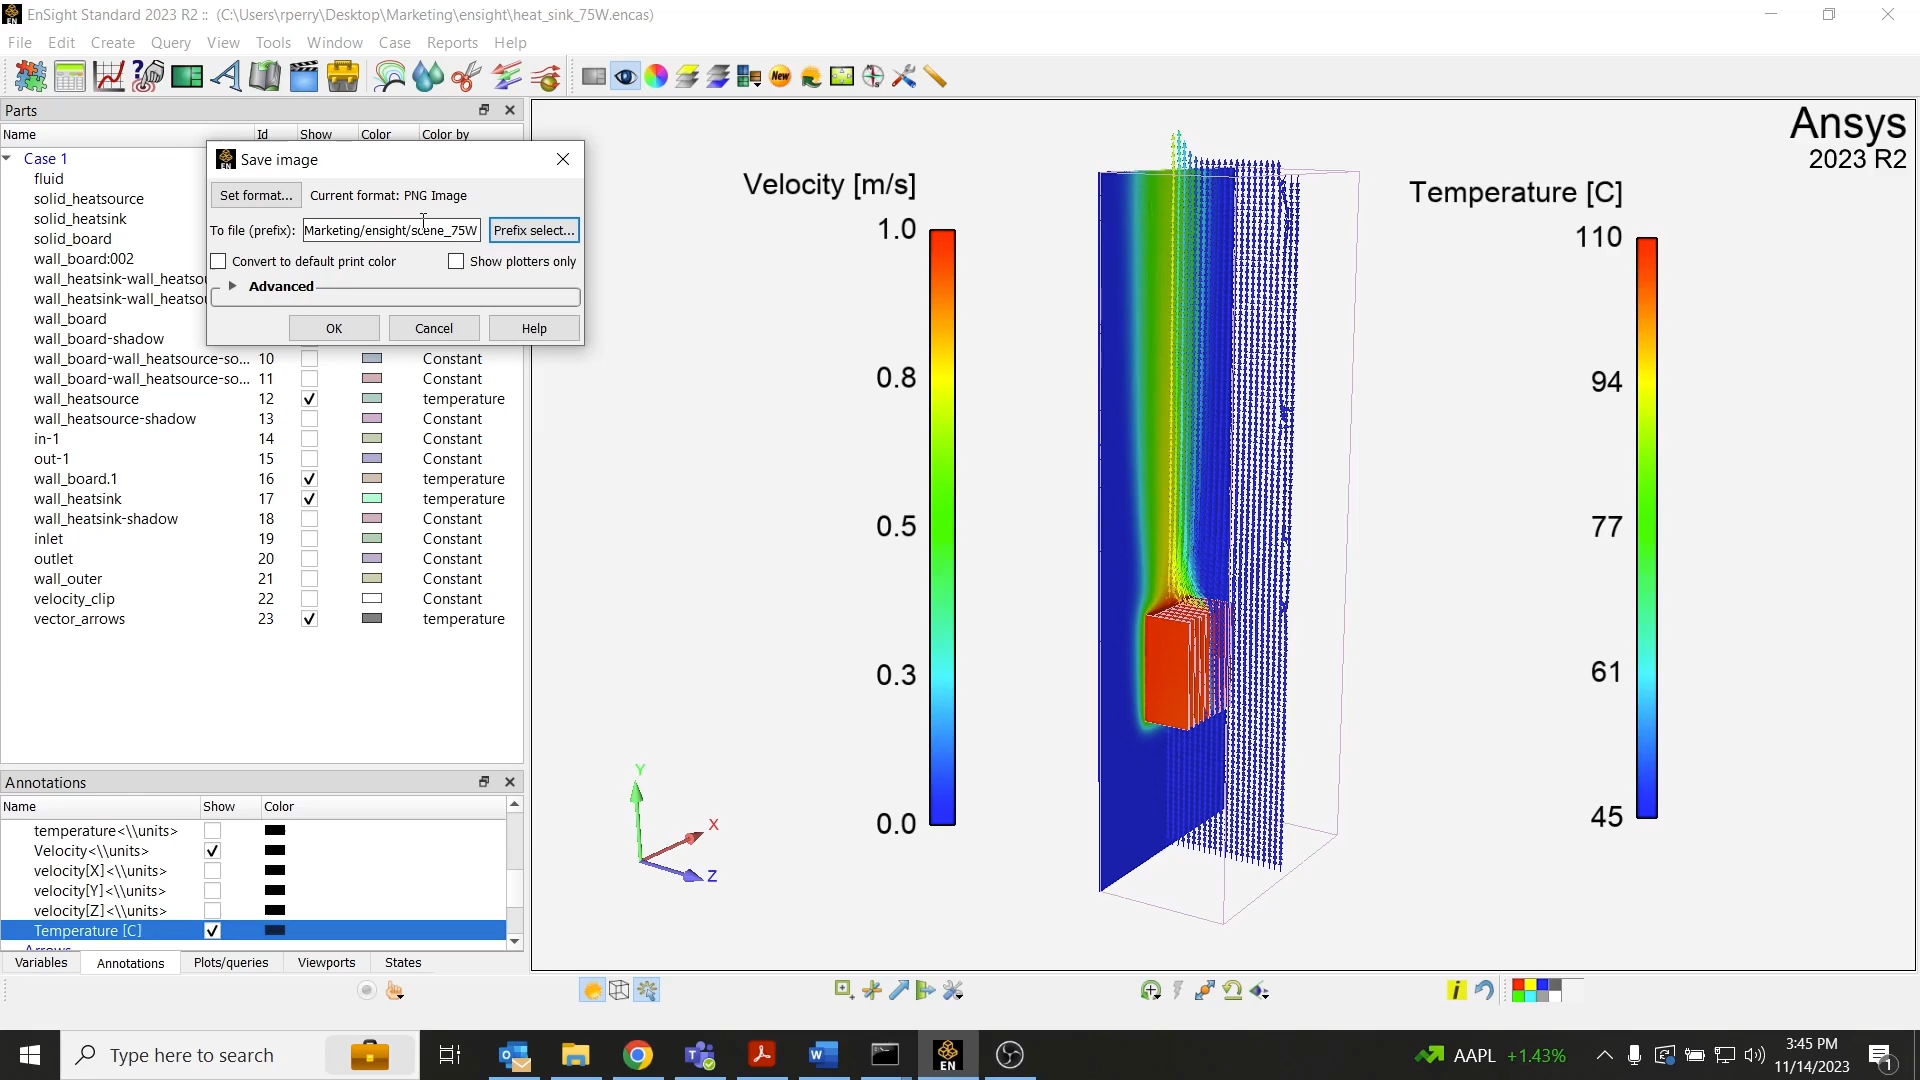 EnSight Standard 2023 R2 :: (C:\Users\rperry\Desktop\Marketing\ensight\heat_sink_75W.encas)
File Edit Create Query View Tools Window Case Reports Help
New
Parts
Name Id Show Color Color by
Case 1
fluid
solid_heatsource
solid_heatsink
solid_board
wall_board:002
wall_heatsink-wall_heatsou
wall_heatsink-wall_heatsou
wall_board
wall_board-shadow
wall_board-wall_heatsource-so... 10 Constant
wall_board-wall_heatsource-so... 11 Constant
wall_heatsource 12 temperature
wall_heatsource-shadow 13 Constant
in-1 14 Constant
out-1 15 Constant
wall_board.1 16 temperature
wall_heatsink 17 temperature
wall_heatsink-shadow 18 Constant
inlet 19 Constant
outlet 20 Constant
wall_outer 21 Constant
velocity_clip 22 Constant
vector_arrows 23 temperature
Save image
Set format... Current format: PNG Image
To file (prefix): Marketing/ensight/scene_75W Prefix select...
Convert to default print color Show plotters only
Advanced
OK Cancel Help
Ansys
2023 R2
Velocity [m/s]
1.0
0.8
0.5
0.3
0.0
Temperature [C]
110
94
77
61
45
Y
X
Z
Annotations
Name Show Color
temperature<\\units>
Velocity<\\units>
velocity[X]<\\units>
velocity[Y]<\\units>
velocity[Z]<\\units>
Temperature [C]
Variables Annotations Plots/queries Viewports States
Type here to search
EN
AAPL +1.43%
3:45 PM
11/14/2023
1